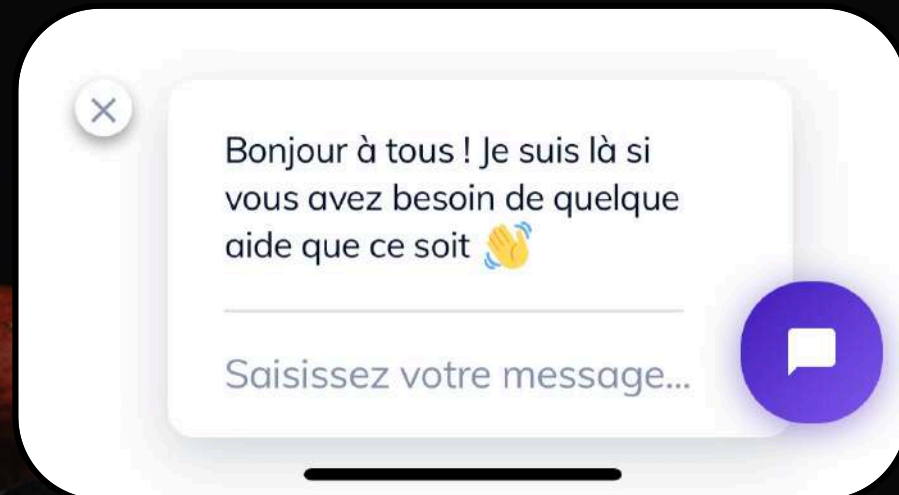 Bonjour à tous ! Je suis là si
vous avez besoin de quelque
aide que ce soit 👋
Saisissez votre message...